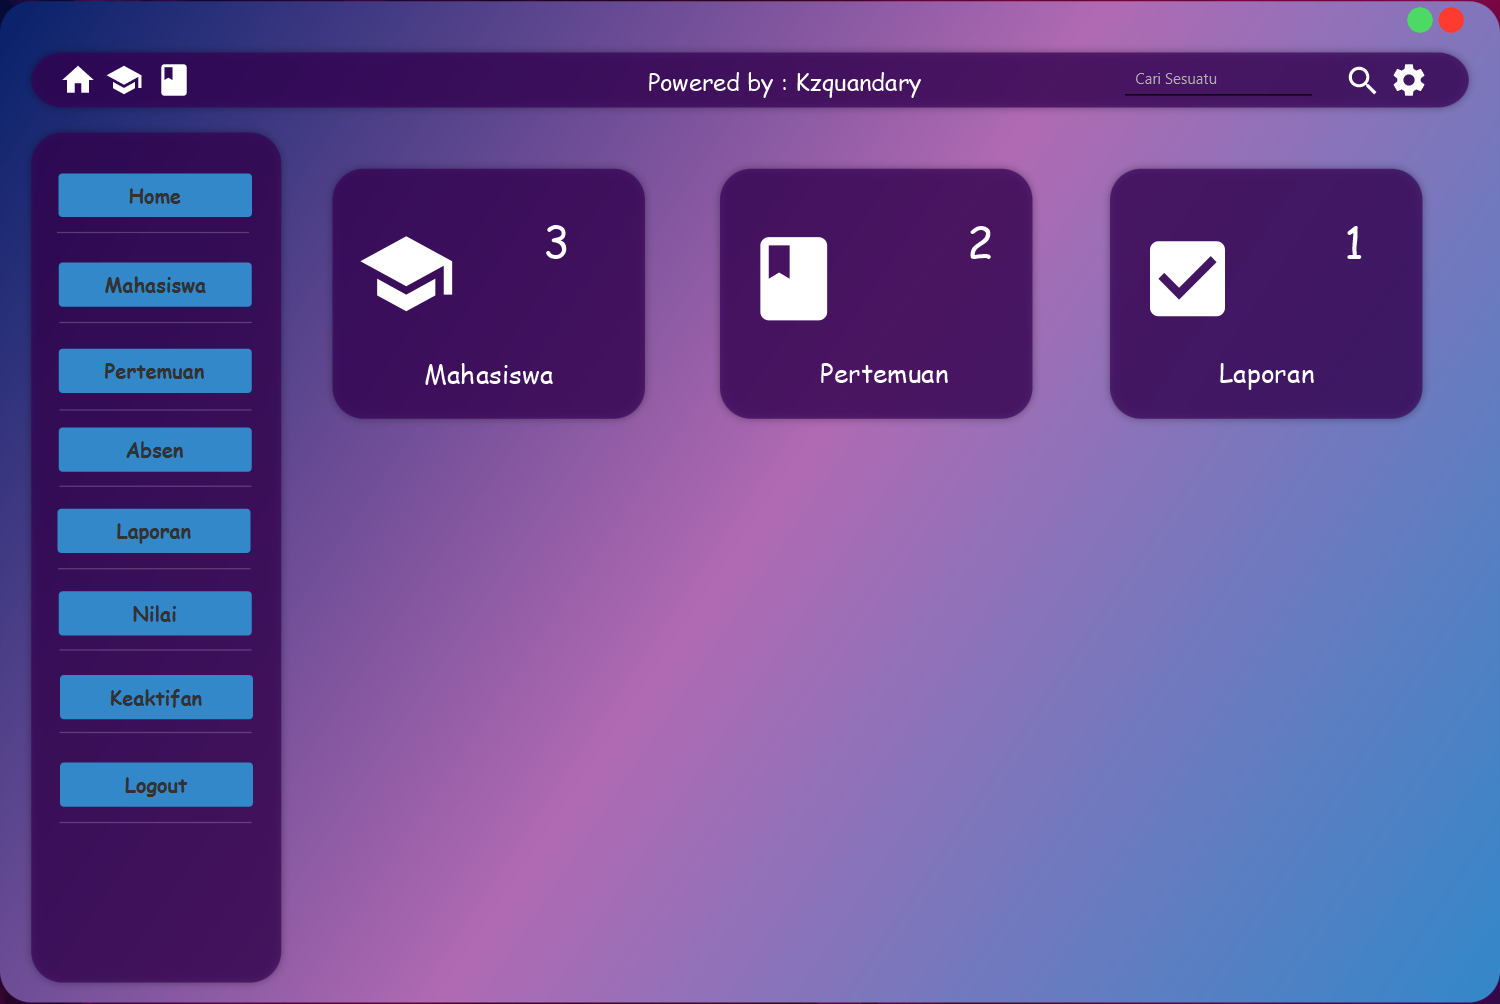 Powered by : Kzquandary
Cari Sesuatu
Home
Mahasiswa
Pertemuan
Absen
Laporan
Nilai
Keaktifan
Logout
3
Mahasiswa
2
Pertemuan
1
Laporan